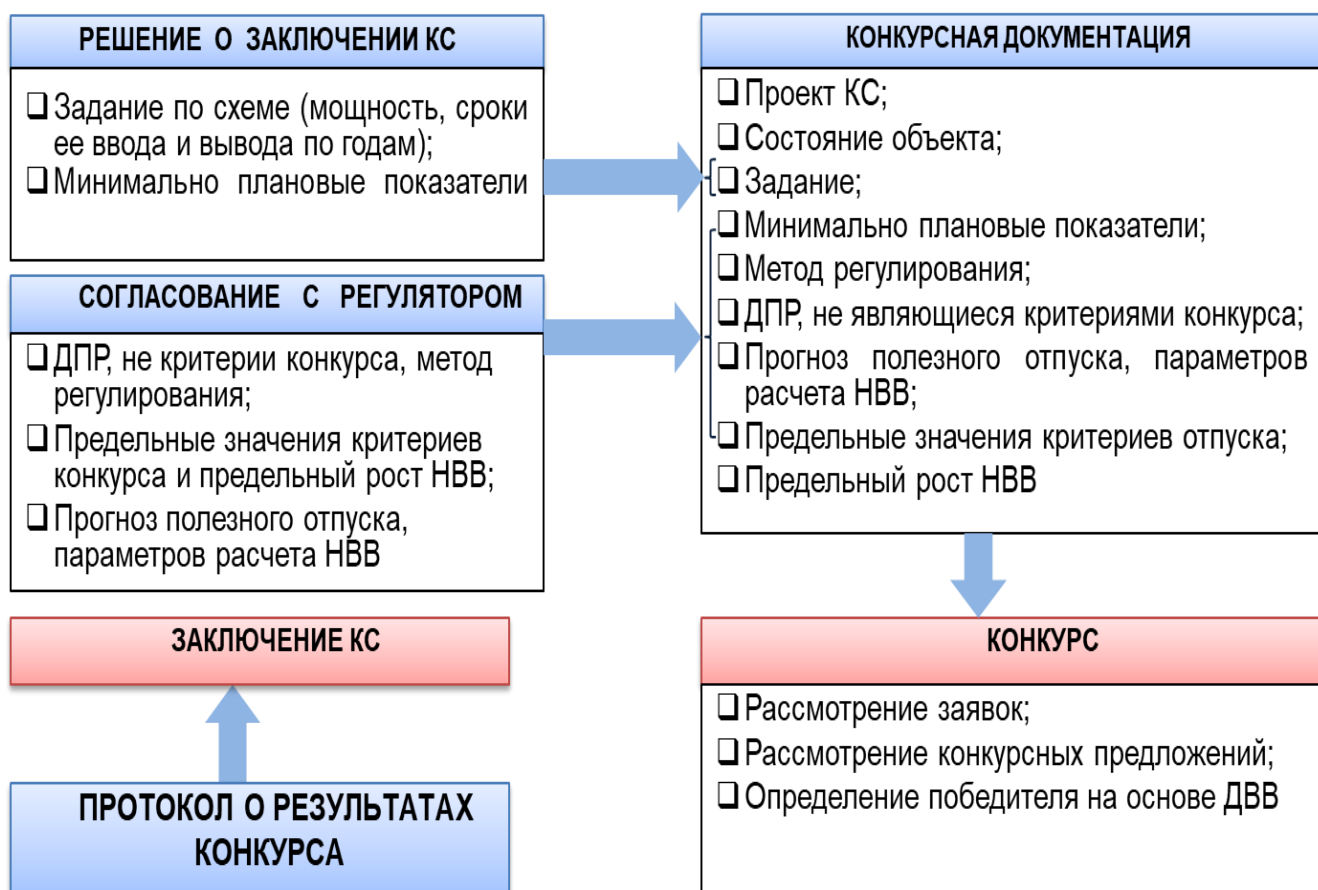 РЕШЕНИЕ О ЗАКЛЮЧЕНИИ КС
❑ Задание по схеме (мощность, сроки
ее ввода и вывода по годам);
❑ Минимально плановые показатели
СОГЛАСОВАНИЕ С РЕГУЛЯТОРОМ
❑ ДПР, не критерии конкурса, метод
регулирования;
❑ Предельные значения критериев
конкурса и предельный рост НВВ;
❑ Прогноз полезного отпуска,
параметров расчета НВВ
КОНКУРСНАЯ ДОКУМЕНТАЦИЯ
❑ Проект КС;
❑ Состояние объекта;
❑ Задание;
❑ Минимально плановые показатели;
❑ Метод регулирования;
❑ ДПР, не являющиеся критериями конкурса;
❑ Прогноз полезного отпуска, параметров
расчета НВВ;
❑ Предельные значения критериев отпуска;
❑ Предельный рост НВВ
КОНКУРС
❑ Рассмотрение заявок;
❑ Рассмотрение конкурсных предложений;
❑ Определение победителя на основе ДВВ
ПРОТОКОЛ О РЕЗУЛЬТАТАХ
КОНКУРСА
ЗАКЛЮЧЕНИЕ КС